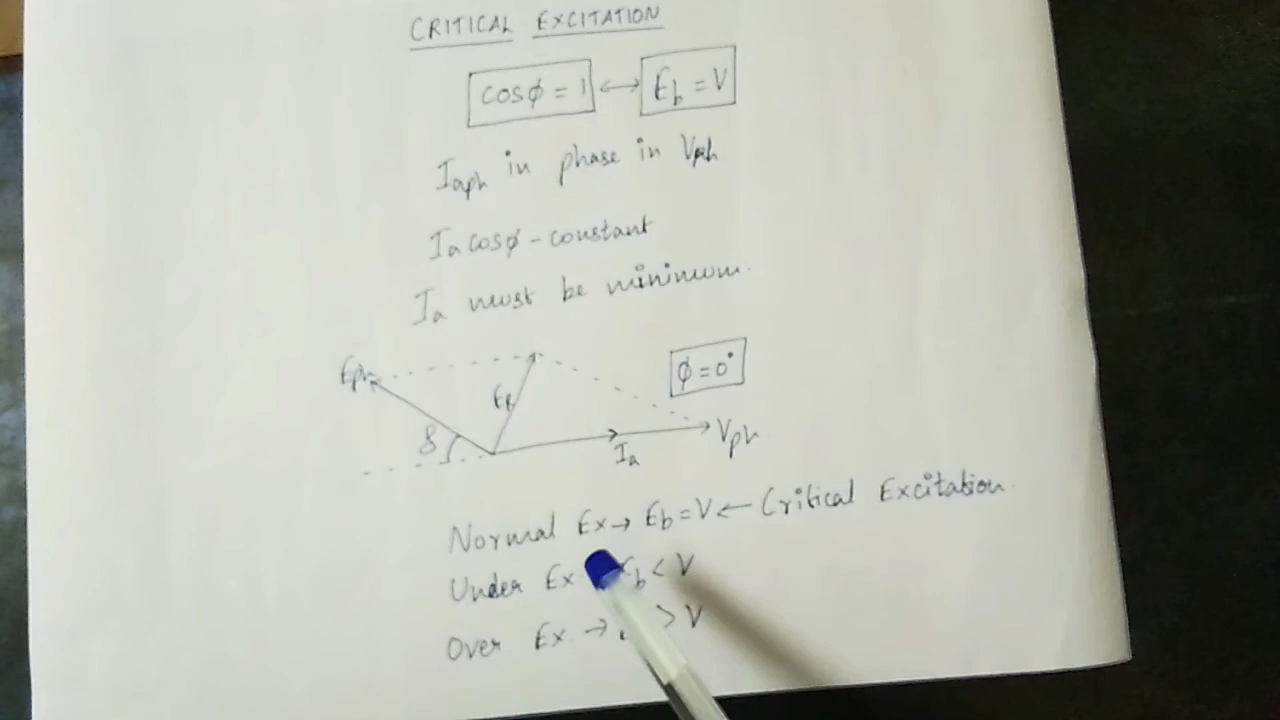 CRITICAL EXCITATION
cosφ = 1 ↔ Eb = V
Iaph in phase in Vph
Ia cosφ - constant
Ia must be minimum.
φ = 0°
Eph
ER
δ
Ia
Vph
Normal Ex → Eb = V ← Critical Excitation.
Under Ex b < V
Over Ex → > V